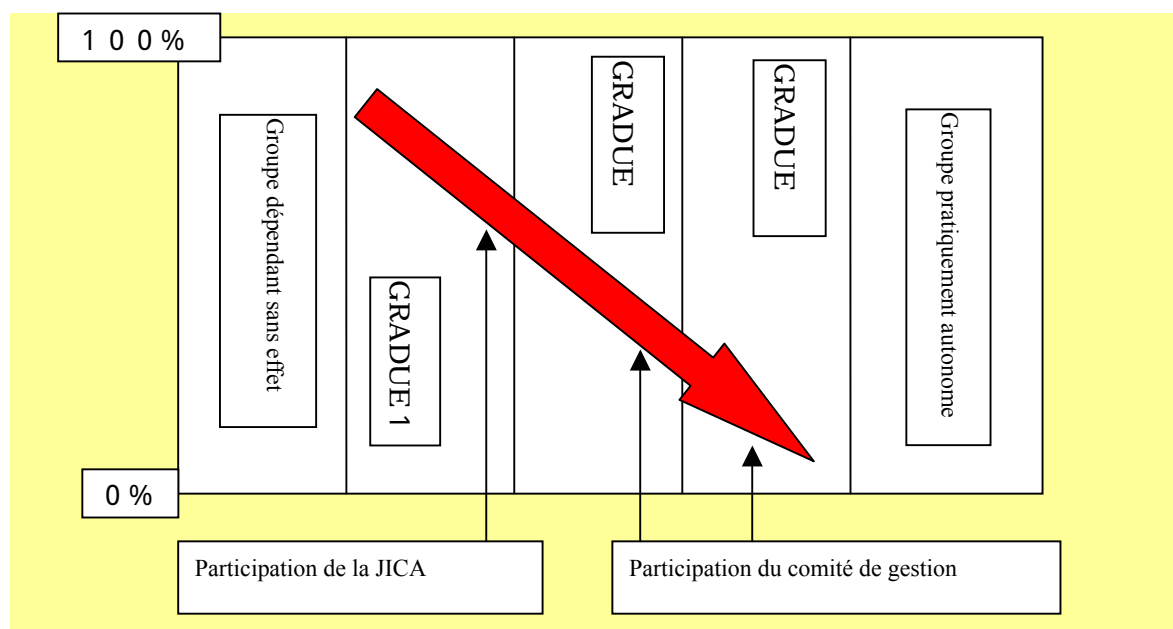 １００%
Groupe dépendant sans effet
GRADUE 1
GRADUE
GRADUE
Groupe pratiquement autonome
0 %
Participation de la JICA
Participation du comité de gestion